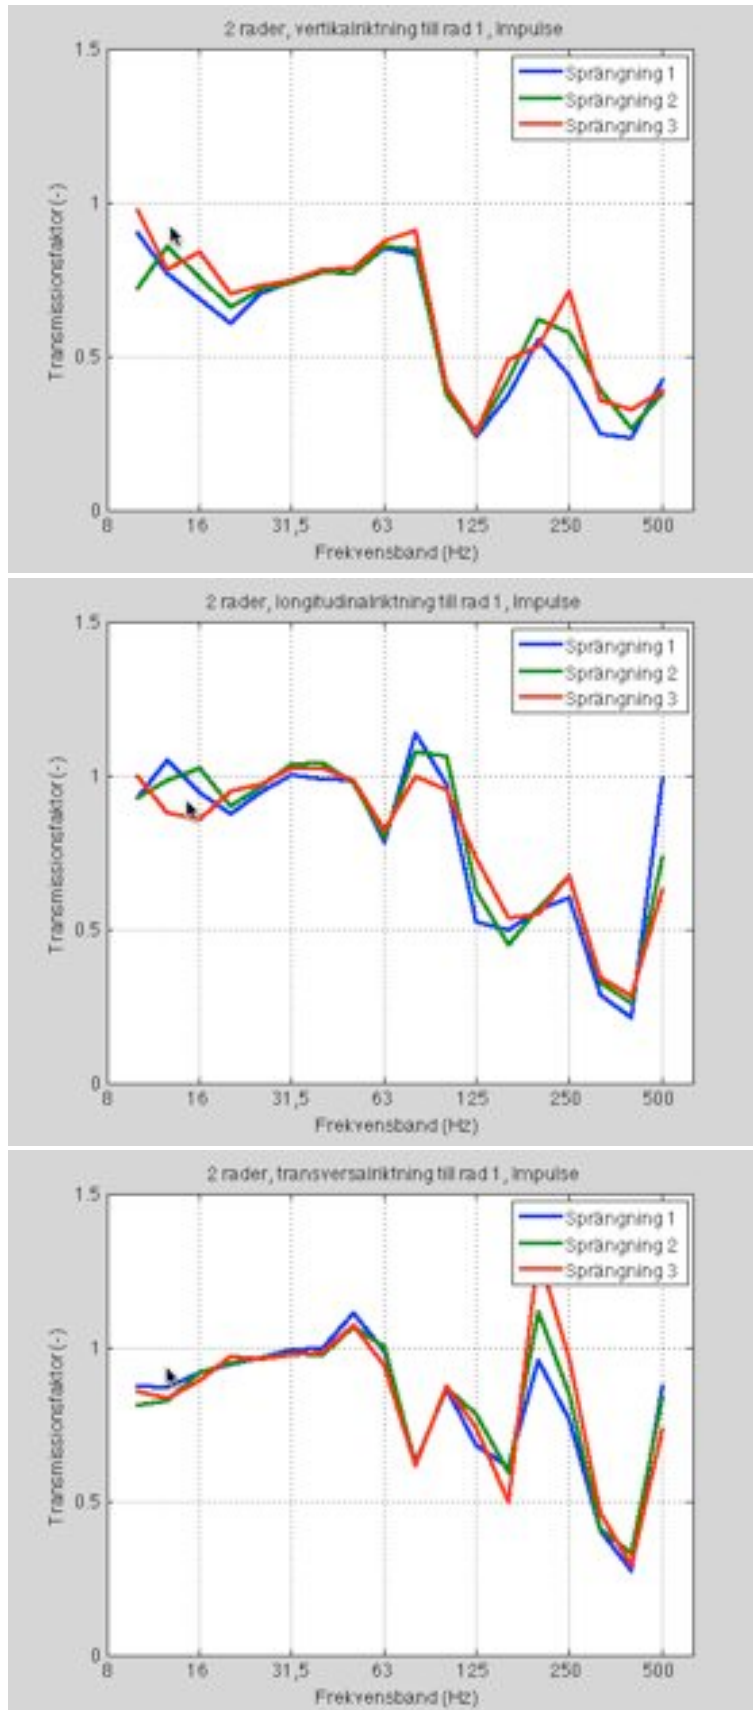 2 rader, vertikalriktning till rad 1, Impulse
1.5
Sprängning 1
Sprängning 2
Sprängning 3
1
Transmissionsfaktor (-)
0.5
0
8 16 31,5 63 125 250 500
Frekvensband (Hz)
2 rader, longitudinalriktning till rad 1, Impulse
1.5
Sprängning 1
Sprängning 2
Sprängning 3
1
Transmissionsfaktor (-)
0.5
0
8 16 31,5 63 125 250 500
Frekvensband (Hz)
2 rader, transversalriktning till rad 1, Impulse
1.5
Sprängning 1
Sprängning 2
Sprängning 3
1
Transmissionsfaktor (-)
0.5
0
8 16 31,5 63 125 250 500
Frekvensband (Hz)